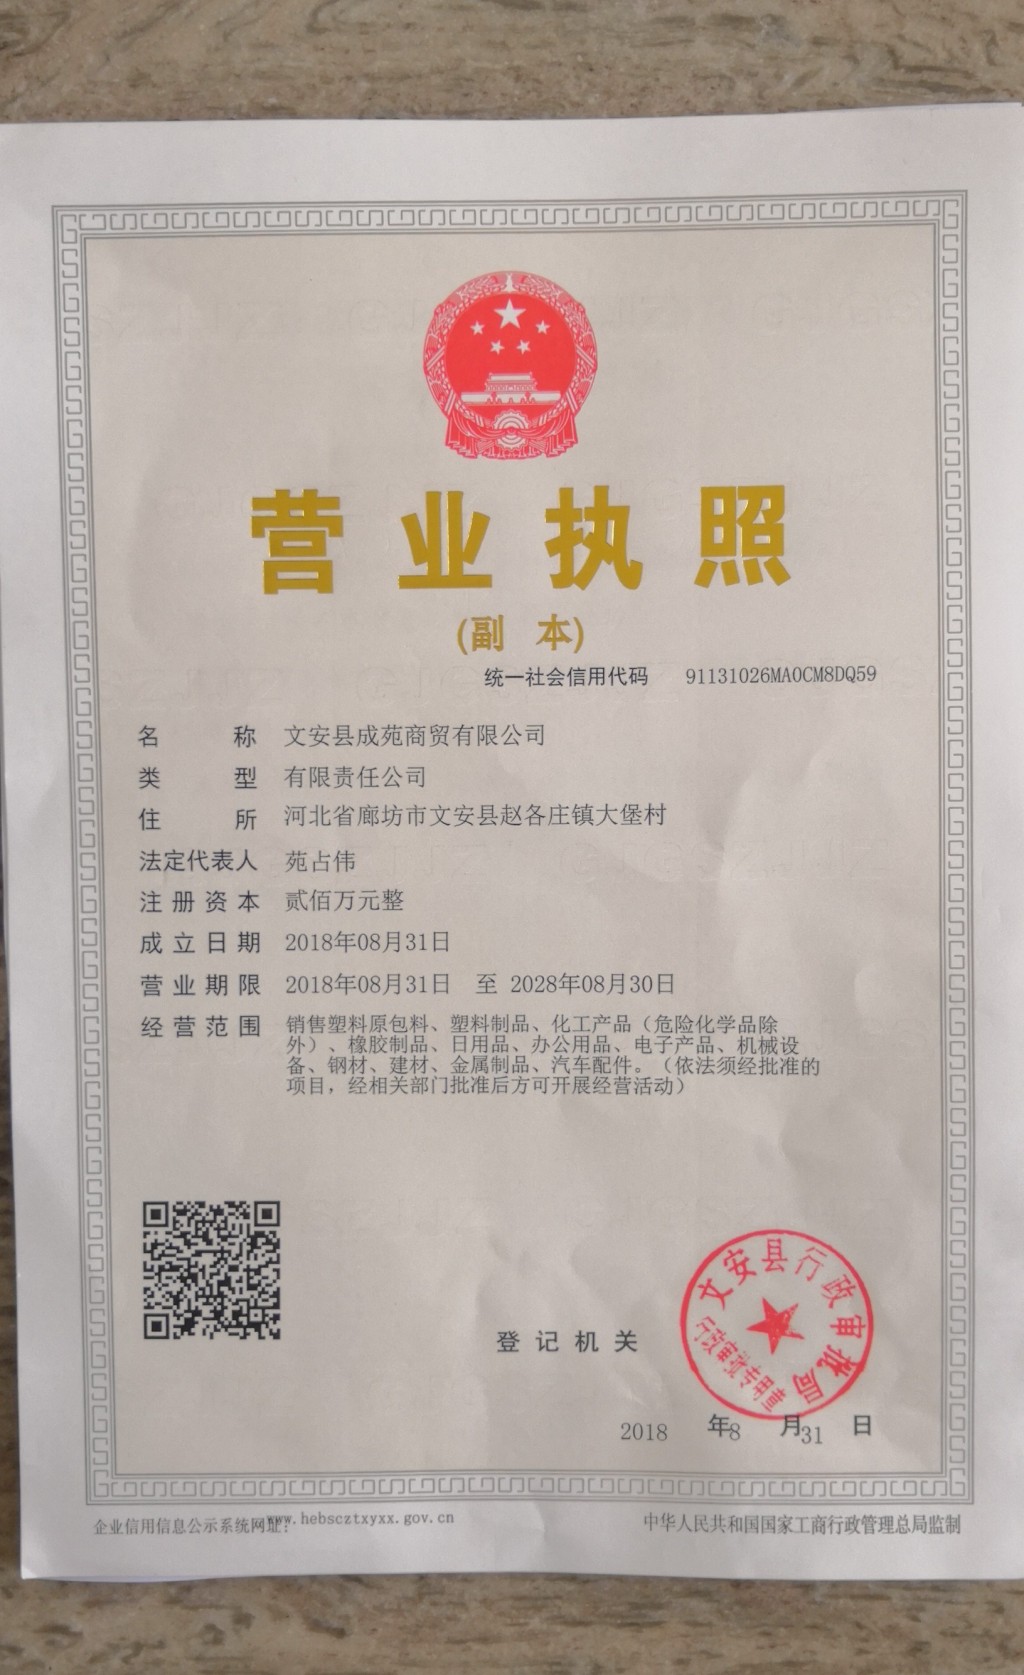 营业执照
(副 本)
统一社会信用代码 91131026MA0CM8DQ59
名 称 文安县成苑商贸有限公司
类 型 有限责任公司
住 所 河北省廊坊市文安县赵各庄镇大堡村
法定代表人 苑占伟
注册资本 贰佰万元整
成立日期 2018年08月31日
营业期限 2018年08月31日 至 2028年08月30日
经营范围 销售塑料原包料、塑料制品、化工产品（危险化学品除
外）、橡胶制品、日用品、办公用品、电子产品、机械设
备、钢材、建材、金属制品、汽车配件。（依法须经批准的
项目，经相关部门批准后方可开展经营活动）
文安县行政审批局
行政审批专用章
登记机关
2018 年8 月31 日
企业信用信息公示系统网址：www.hebscztxyxx.gov.cn
中华人民共和国国家工商行政管理总局监制